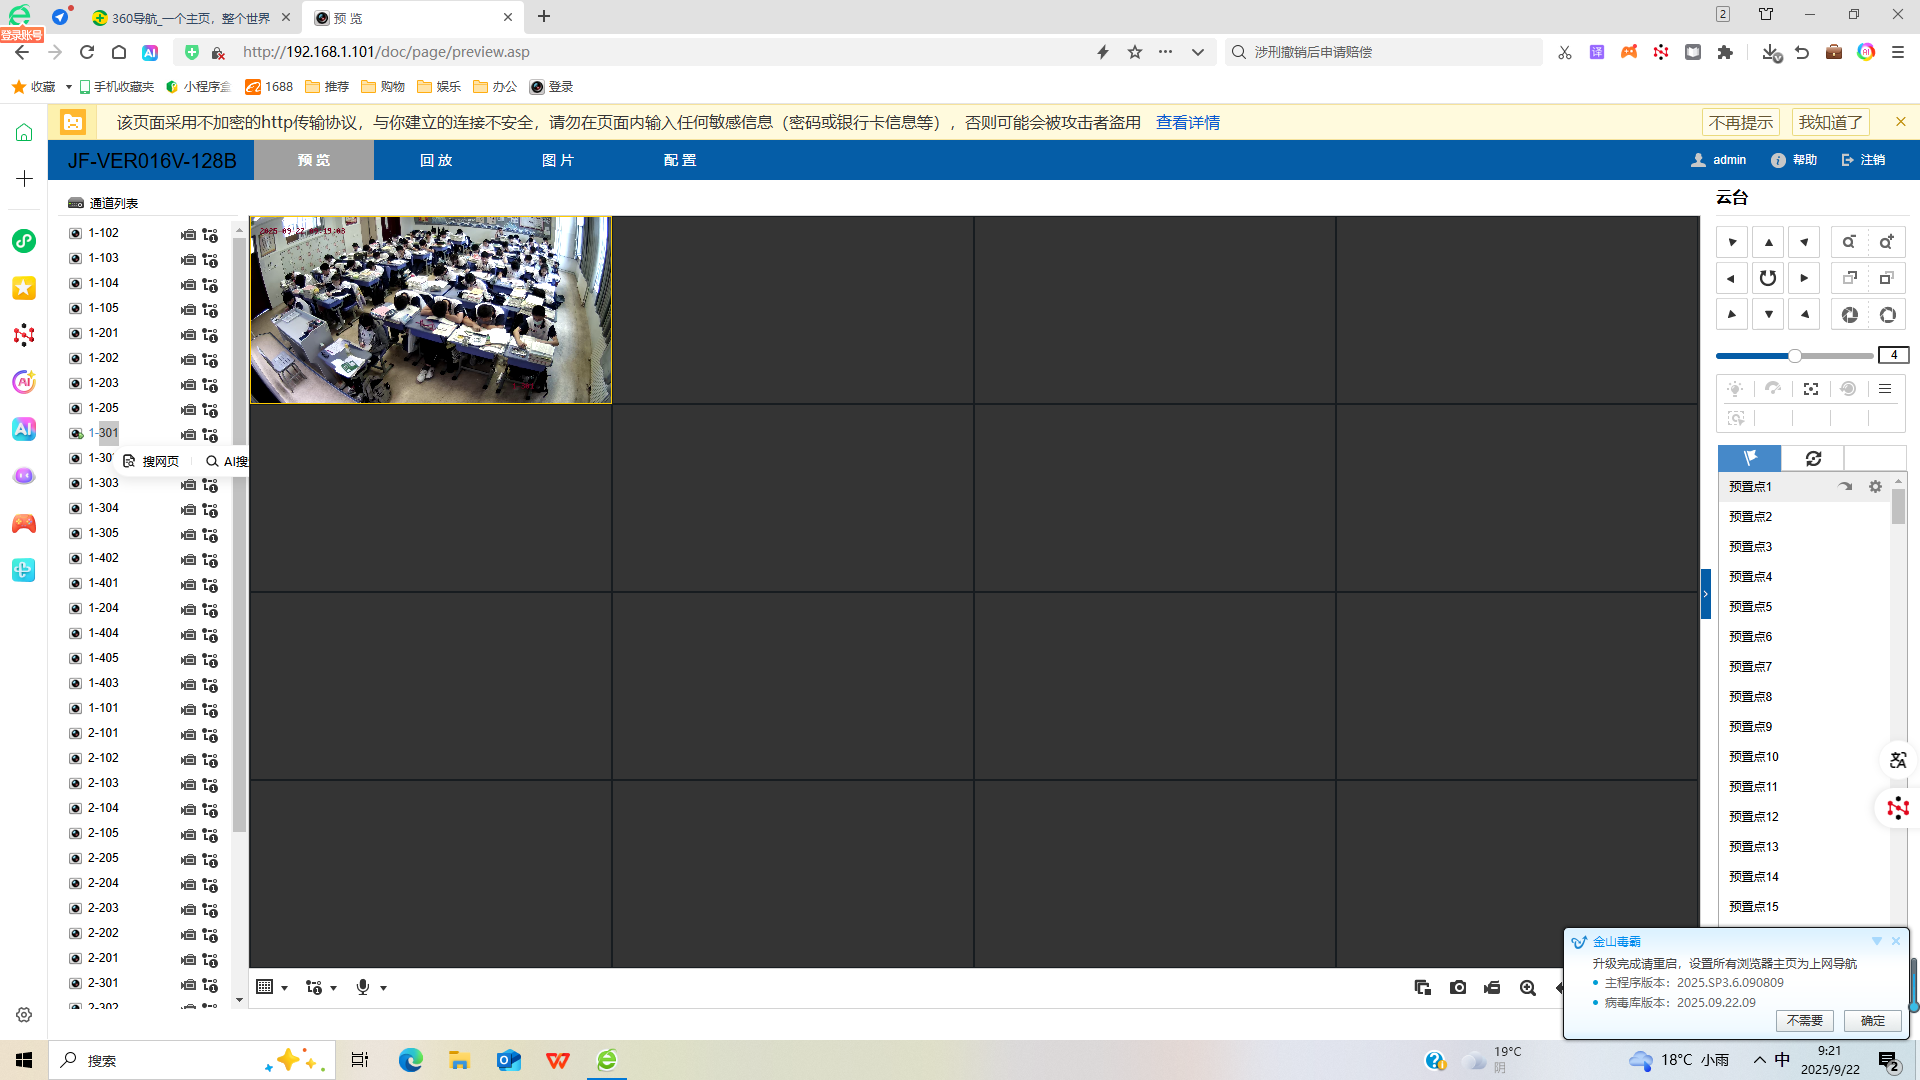 登录账号
360导航_一个主页，整个世界
预 览
2
http://192.168.1.101/doc/page/preview.asp
涉刑撤销后申请赔偿
收藏
手机收藏夹
小程序盒
1688
推荐
购物
娱乐
办公
登录
该页面采用不加密的http传输协议，与你建立的连接不安全，请勿在页面内输入任何敏感信息（密码或银行卡信息等），否则可能会被攻击者盗用 查看详情
不再提示
我知道了
JF-VER016V-128B
预览
回放
图片
配置
admin
帮助
注销
通道列表
1-102
1-103
1-104
1-105
1-201
1-202
1-203
1-205
1-301
1-30
搜网页
AI搜
1-303
1-304
1-305
1-402
1-401
1-204
1-404
1-405
1-403
1-101
2-101
2-102
2-103
2-104
2-105
2-205
2-204
2-203
2-202
2-201
2-301
2-302
云台
4
预置点1
预置点2
预置点3
预置点4
预置点5
预置点6
预置点7
预置点8
预置点9
预置点10
预置点11
预置点12
预置点13
预置点14
预置点15
金山毒霸
升级完成请重启，设置所有浏览器主页为上网导航
主程序版本：2025.SP3.6.090809
病毒库版本：2025.09.22.09
不需要
确定
搜索
19°C
阴
18°C 小雨
中
9:21
2025/9/22
2